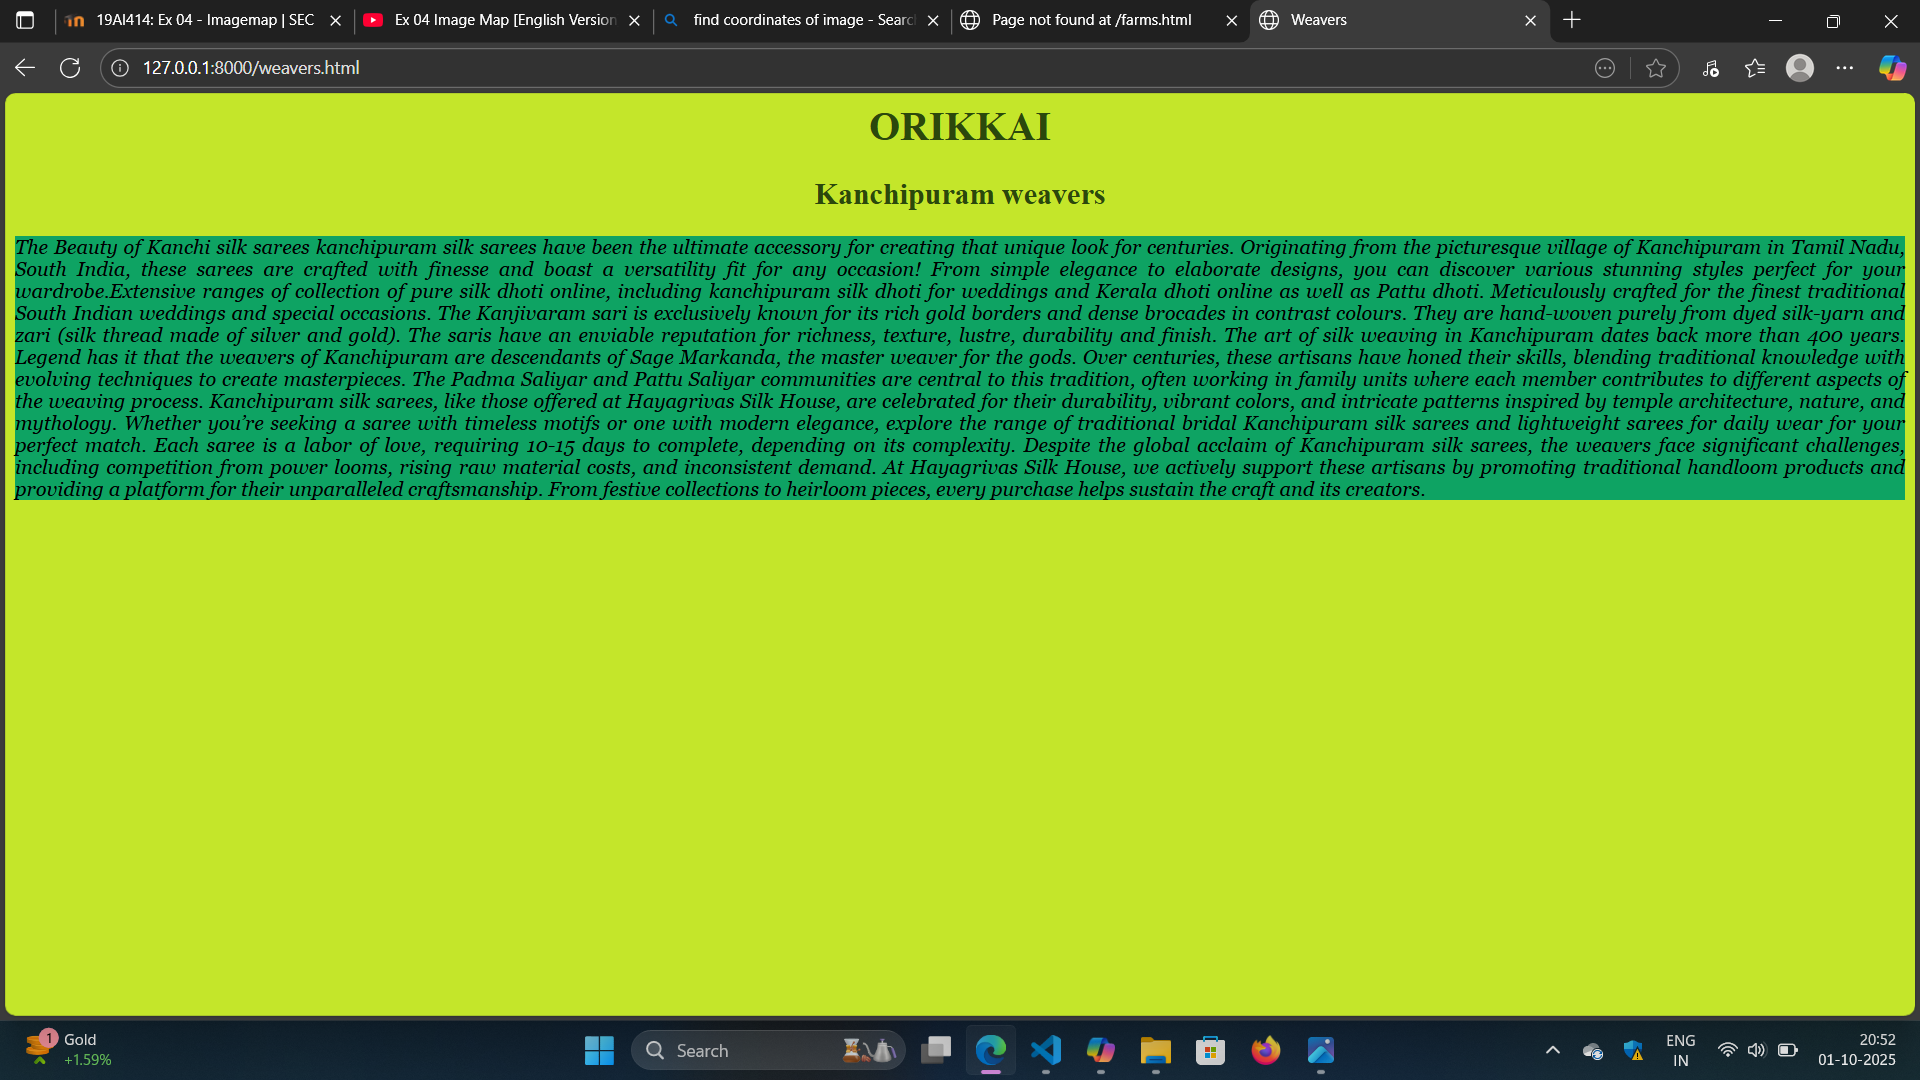 19AI414: Ex 04 - Imagemap | SEC
Ex 04 Image Map [English Version
find coordinates of image - Searc
Page not found at /farms.html
Weavers
127.0.0.1:8000/weavers.html
ORIKKAI
Kanchipuram weavers
The Beauty of Kanchi silk sarees kanchipuram silk sarees have been the ultimate accessory for creating that unique look for centuries. Originating from the picturesque village of Kanchipuram in Tamil Nadu,
South India, these sarees are crafted with finesse and boast a versatility fit for any occasion! From simple elegance to elaborate designs, you can discover various stunning styles perfect for your
wardrobe.Extensive ranges of collection of pure silk dhoti online, including kanchipuram silk dhoti for weddings and Kerala dhoti online as well as Pattu dhoti. Meticulously crafted for the finest traditional
South Indian weddings and special occasions. The Kanjivaram sari is exclusively known for its rich gold borders and dense brocades in contrast colours. They are hand-woven purely from dyed silk-yarn and
zari (silk thread made of silver and gold). The saris have an enviable reputation for richness, texture, lustre, durability and finish. The art of silk weaving in Kanchipuram dates back more than 400 years.
Legend has it that the weavers of Kanchipuram are descendants of Sage Markanda, the master weaver for the gods. Over centuries, these artisans have honed their skills, blending traditional knowledge with
evolving techniques to create masterpieces. The Padma Saliyar and Pattu Saliyar communities are central to this tradition, often working in family units where each member contributes to different aspects of
the weaving process. Kanchipuram silk sarees, like those offered at Hayagrivas Silk House, are celebrated for their durability, vibrant colors, and intricate patterns inspired by temple architecture, nature, and
mythology. Whether you’re seeking a saree with timeless motifs or one with modern elegance, explore the range of traditional bridal Kanchipuram silk sarees and lightweight sarees for daily wear for your
perfect match. Each saree is a labor of love, requiring 10-15 days to complete, depending on its complexity. Despite the global acclaim of Kanchipuram silk sarees, the weavers face significant challenges,
including competition from power looms, rising raw material costs, and inconsistent demand. At Hayagrivas Silk House, we actively support these artisans by promoting traditional handloom products and
providing a platform for their unparalleled craftsmanship. From festive collections to heirloom pieces, every purchase helps sustain the craft and its creators.
1
Gold
+1.59%
Search
ENG
IN
20:52
01-10-2025